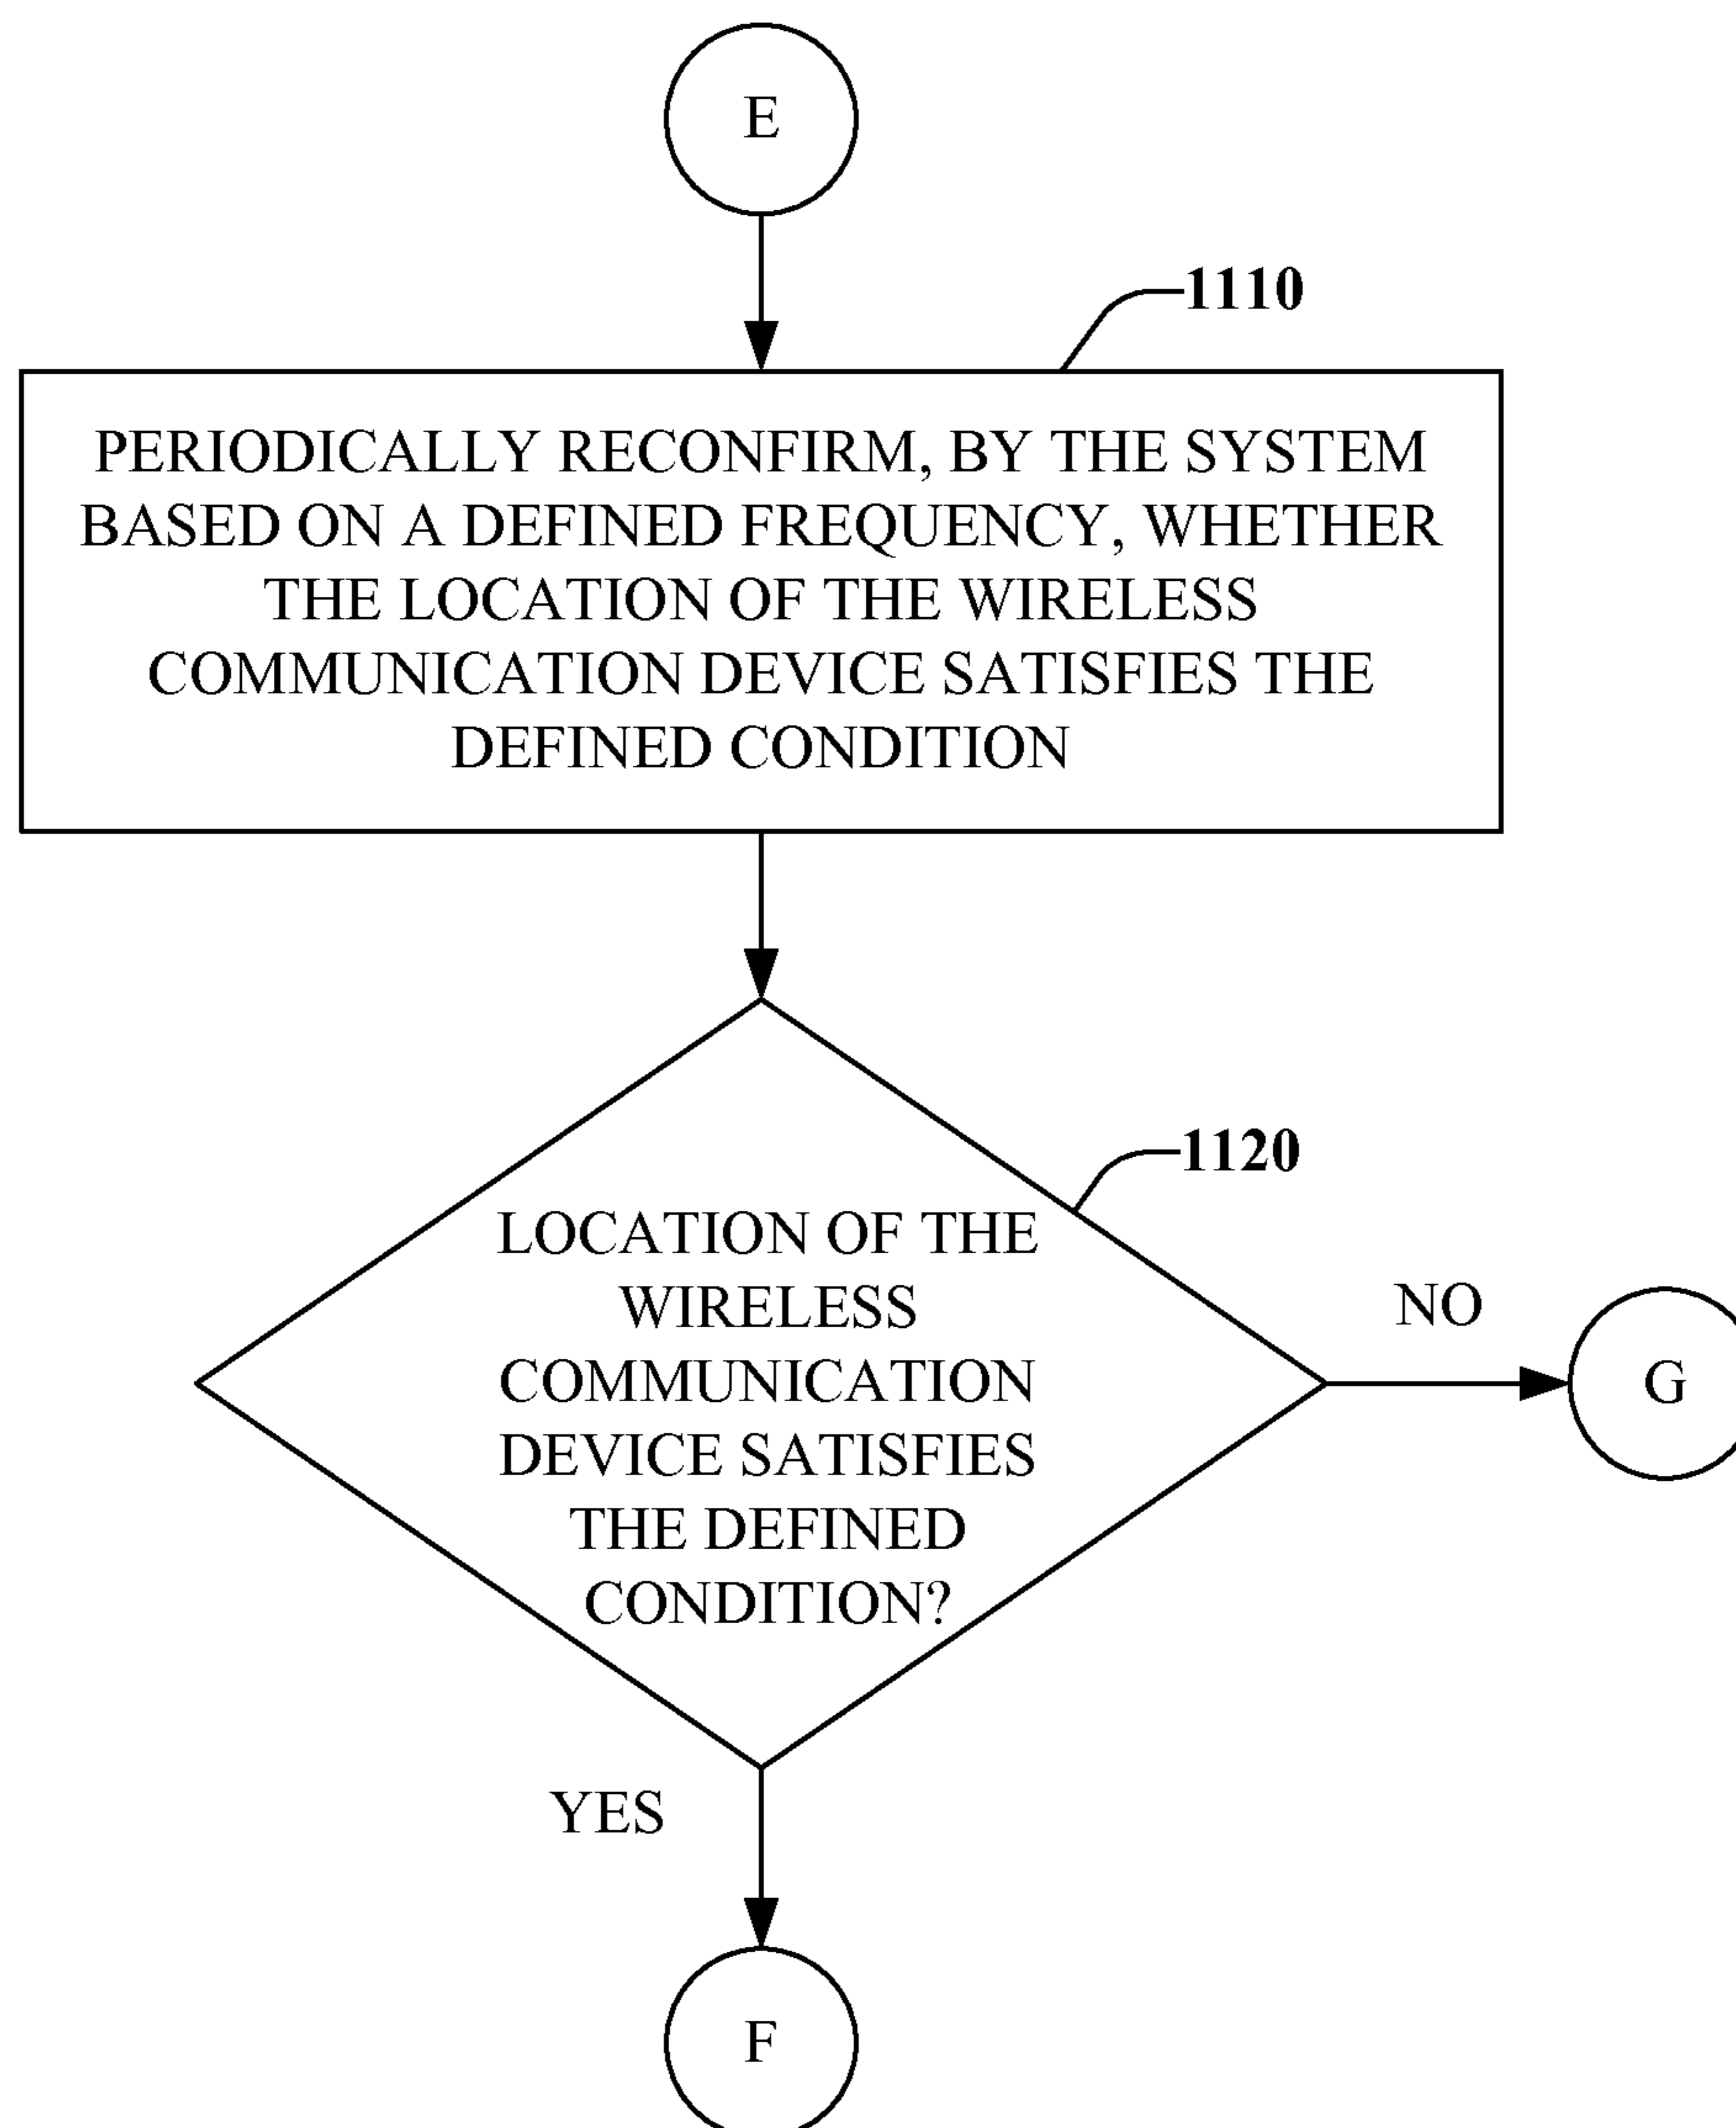 E
1110
PERIODICALLY RECONFIRM, BY THE SYSTEM
BASED ON A DEFINED FREQUENCY, WHETHER
THE LOCATION OF THE WIRELESS
COMMUNICATION DEVICE SATISFIES THE
DEFINED CONDITION
1120
LOCATION OF THE
WIRELESS
COMMUNICATION
DEVICE SATISFIES
THE DEFINED
CONDITION?
NO
G
YES
F